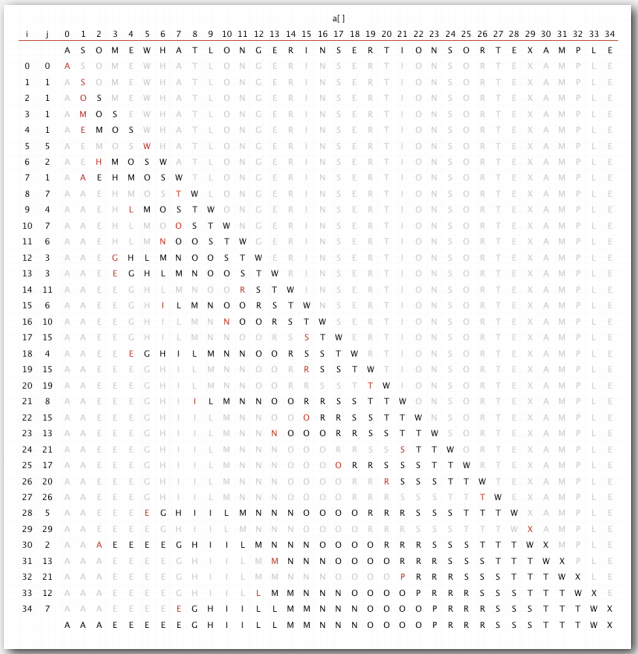 a[ ]
i j 0 1 2 3 4 5 6 7 8 9 10 11 12 13 14 15 16 17 18 19 20 21 22 23 24 25 26 27 28 29 30 31 32 33 34
A S O M E W H A T L O N G E R I N S E R T I O N S O R T E X A M P L E
0 0 A S O M E W H A T L O N G E R I N S E R T I O N S O R T E X A M P L E
1 1 A S O M E W H A T L O N G E R I N S E R T I O N S O R T E X A M P L E
2 1 A O S M E W H A T L O N G E R I N S E R T I O N S O R T E X A M P L E
3 1 A M O S E W H A T L O N G E R I N S E R T I O N S O R T E X A M P L E
4 1 A E M O S W H A T L O N G E R I N S E R T I O N S O R T E X A M P L E
5 5 A E M O S W H A T L O N G E R I N S E R T I O N S O R T E X A M P L E
6 2 A E H M O S W A T L O N G E R I N S E R T I O N S O R T E X A M P L E
7 1 A A E H M O S W T L O N G E R I N S E R T I O N S O R T E X A M P L E
8 7 A A E H M O S T W L O N G E R I N S E R T I O N S O R T E X A M P L E
9 4 A A E H L M O S T W O N G E R I N S E R T I O N S O R T E X A M P L E
10 7 A A E H L M O O S T W N G E R I N S E R T I O N S O R T E X A M P L E
11 6 A A E H L M N O O S T W G E R I N S E R T I O N S O R T E X A M P L E
12 3 A A E G H L M N O O S T W E R I N S E R T I O N S O R T E X A M P L E
13 3 A A E E G H L M N O O S T W R I N S E R T I O N S O R T E X A M P L E
14 11 A A E E G H L M N O O R S T W I N S E R T I O N S O R T E X A M P L E
15 6 A A E E G H I L M N O O R S T W N S E R T I O N S O R T E X A M P L E
16 10 A A E E G H I L M N N O O R S T W S E R T I O N S O R T E X A M P L E
17 15 A A E E G H I L M N N O O R S S T W E R T I O N S O R T E X A M P L E
18 4 A A E E E G H I L M N N O O R S S T W R T I O N S O R T E X A M P L E
19 15 A A E E E G H I L M N N O O R R S S T W T I O N S O R T E X A M P L E
20 19 A A E E E G H I L M N N O O R R S S T T W I O N S O R T E X A M P L E
21 8 A A E E E G H I I L M N N O O R R S S T T W O N S O R T E X A M P L E
22 15 A A E E E G H I I L M N N O O O R R S S T T W N S O R T E X A M P L E
23 13 A A E E E G H I I L M N N N O O O R R S S T T W S O R T E X A M P L E
24 21 A A E E E G H I I L M N N N O O O R R S S S T T W O R T E X A M P L E
25 17 A A E E E G H I I L M N N N O O O O R R S S S T T W R T E X A M P L E
26 20 A A E E E G H I I L M N N N O O O O R R R S S S T T W T E X A M P L E
27 26 A A E E E G H I I L M N N N O O O O R R R S S S T T T W E X A M P L E
28 5 A A E E E E G H I I L M N N N O O O O R R R S S S T T T W X A M P L E
29 29 A A E E E E G H I I L M N N N O O O O R R R S S S T T T W X A M P L E
30 2 A A A E E E E G H I I L M N N N O O O O R R R S S S T T T W X M P L E
31 13 A A A E E E E G H I I L M M N N N O O O O R R R S S S T T T W X P L E
32 21 A A A E E E E G H I I L M M N N N O O O O P R R R S S S T T T W X L E
33 12 A A A E E E E G H I I L L M M N N N O O O O P R R R S S S T T T W X E
34 7 A A A E E E E E G H I I L L M M N N N O O O O P R R R S S S T T T W X
A A A E E E E E G H I I L L M M N N N O O O O P R R R S S S T T T W X